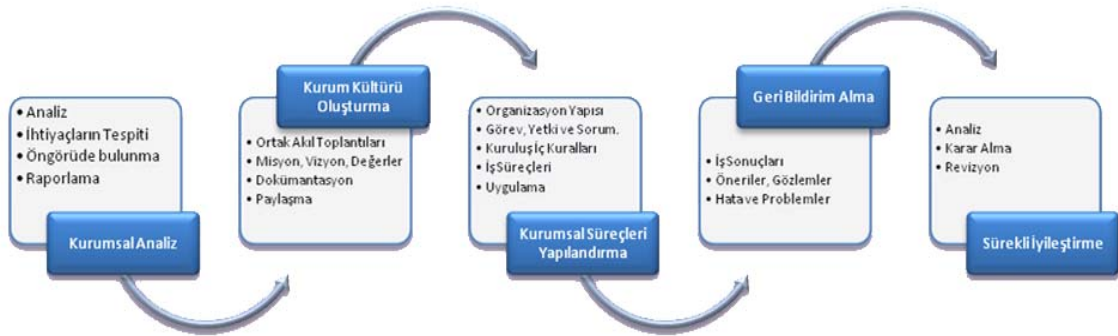 • Analiz
• İhtiyaçların Tespiti
• Öngörüde bulunma
• Raporlama
Kurumsal Analiz
Kurum Kültürü
Oluşturma
• Ortak Akıl Toplantıları
• Misyon, Vizyon, Değerler
• Dokümantasyon
• Paylaşma
• Organizasyon Yapısı
• Görev, Yetki ve Sorum.
• Kuruluş İç Kuralları
• İş Süreçleri
• Uygulama
Kurumsal Süreçleri
Yapılandırma
Geri Bildirim Alma
• İş Sonuçları
• Öneriler, Gözlemler
• Hata ve Problemler
• Analiz
• Karar Alma
• Revizyon
Sürekli İyileştirme